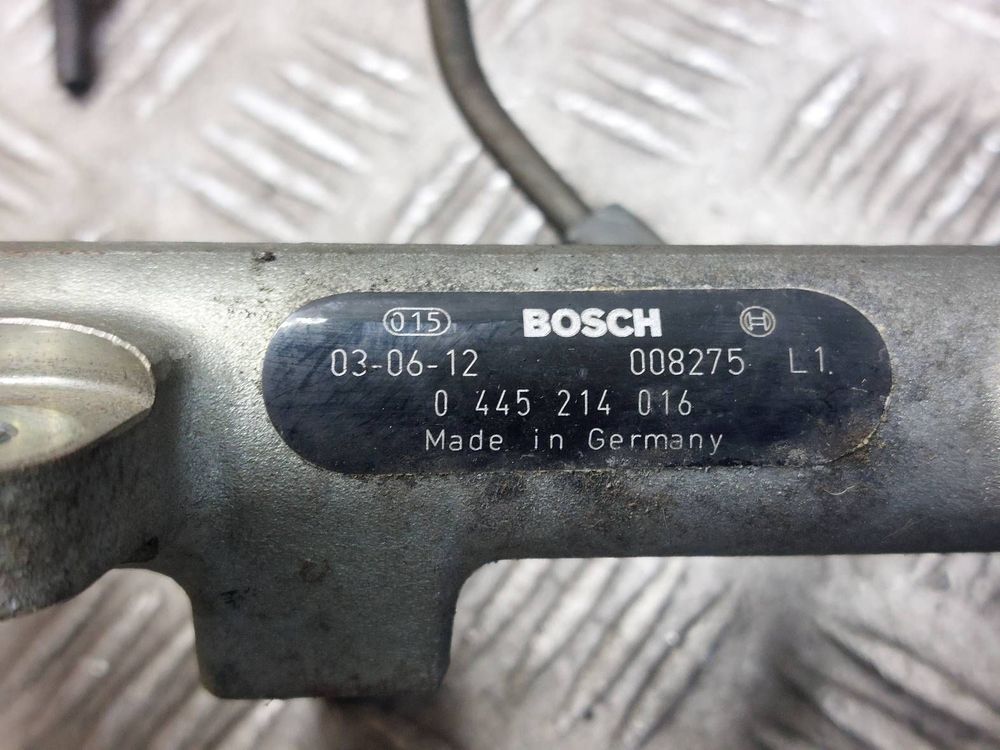 015 BOSCH
03-06-12 008275 L1.
0 445 214 016
Made in Germany